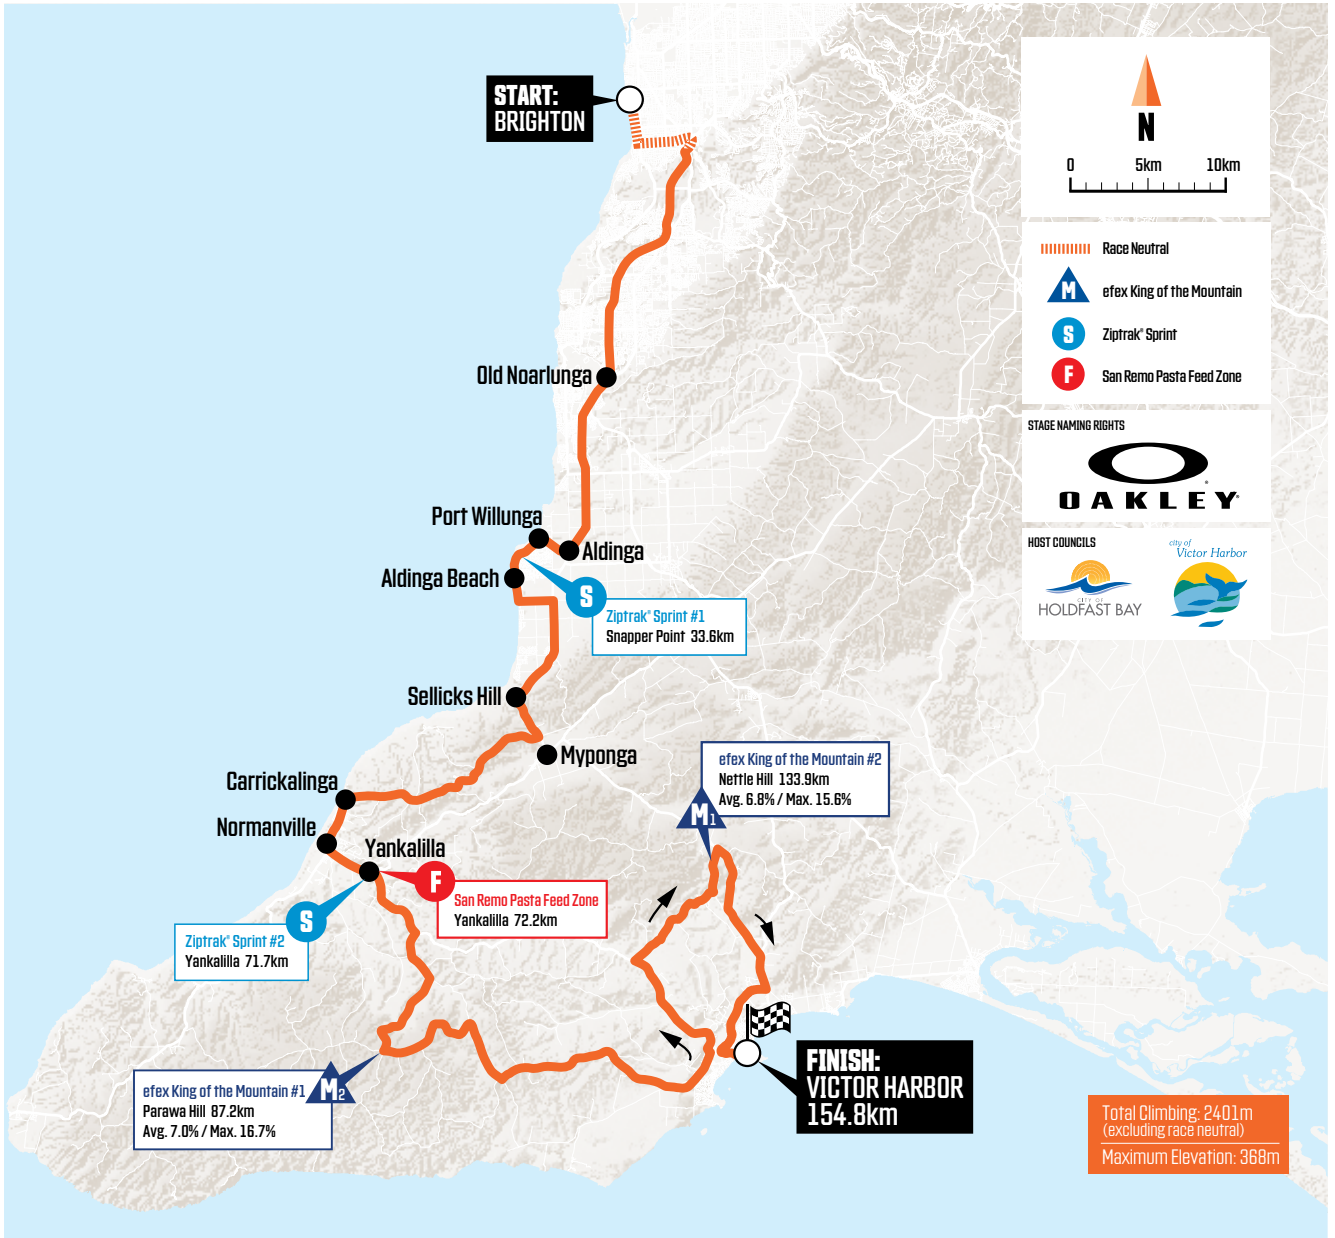 START:
BRIGHTON
N
0 5km 10km
Race Neutral
M
efex King of the Mountain
S
Ziptrak® Sprint
F
San Remo Pasta Feed Zone
STAGE NAMING RIGHTS
OAKLEY
HOST COUNCILS
CITY OF
HOLDFAST BAY
city of
Victor Harbor
Old Noarlunga
Port Willunga
Aldinga
Aldinga Beach
S
Ziptrak® Sprint #1
Snapper Point 33.6km
Sellicks Hill
Myponga
Carrickalinga
Normanville
Yankalilla
F
San Remo Pasta Feed Zone
Yankalilla 72.2km
S
Ziptrak® Sprint #2
Yankalilla 71.7km
efex King of the Mountain #2
Nettle Hill 133.9km
Avg. 6.8% / Max. 15.6%
M1
efex King of the Mountain #1
Parawa Hill 87.2km
Avg. 7.0% / Max. 16.7%
M2
FINISH:
VICTOR HARBOR
154.8km
Total Climbing: 2401m
(excluding race neutral)
Maximum Elevation: 368m